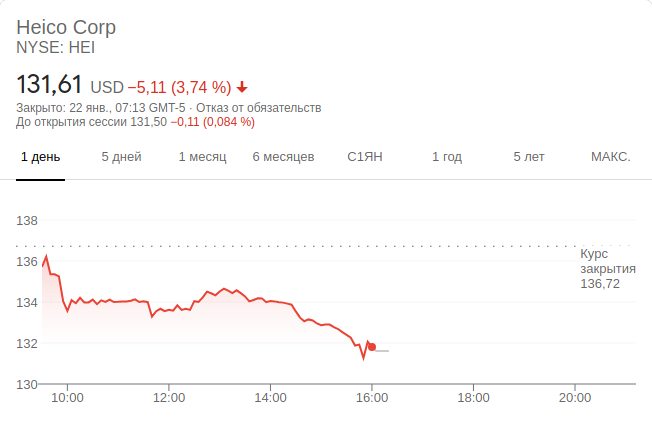 Heico Corp
NYSE: HEI
131,61 USD −5,11 (3,74 %)
Закрыто: 22 янв., 07:13 GMT-5 · Отказ от обязательств
До открытия сессии 131,50 −0,11 (0,084 %)
1 день 5 дней 1 месяц 6 месяцев С1ЯН 1 год 5 лет МАКС.
138
136
134
132
130
Курс
закрытия
136,72
10:00 12:00 14:00 16:00 18:00 20:00